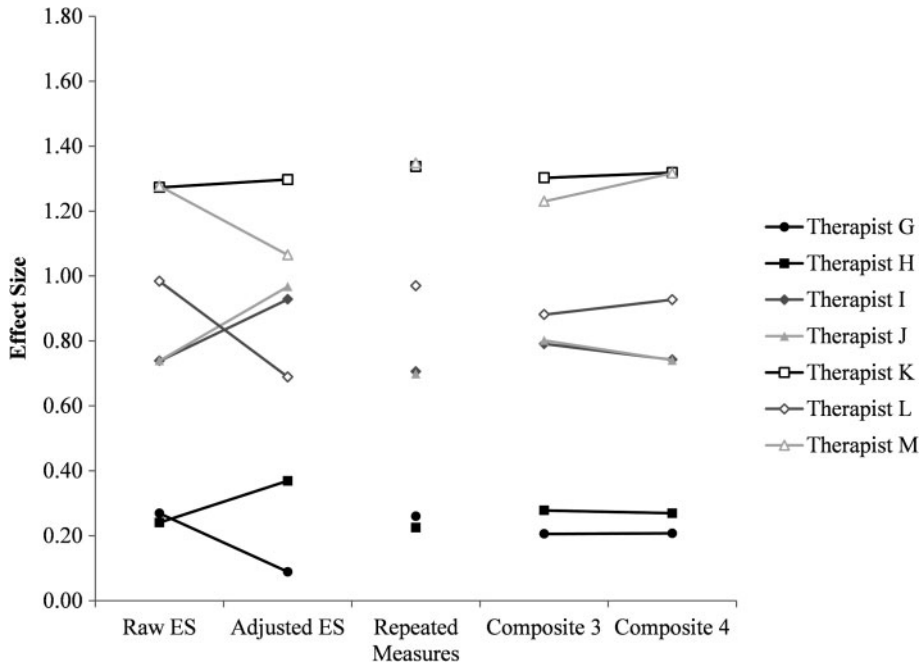 1.80
1.60
1.40
1.20
1.00
0.80
0.60
0.40
0.20
0.00
Effect Size
Raw ES
Adjusted ES
Repeated
Measures
Composite 3
Composite 4
Therapist G
Therapist H
Therapist I
Therapist J
Therapist K
Therapist L
Therapist M